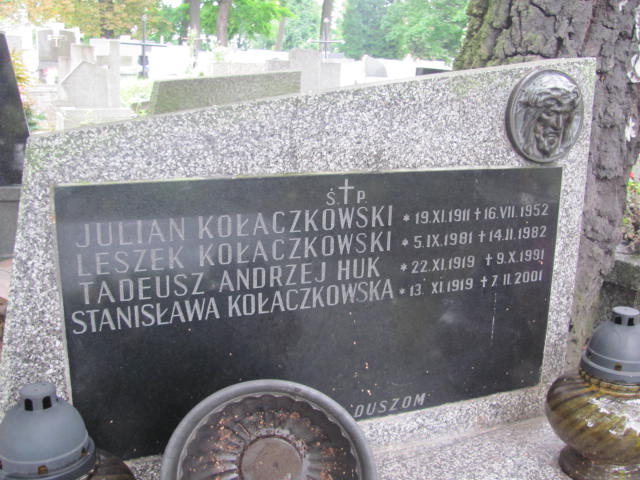 Ś. † P.
JULIAN KOŁACZKOWSKI * 19.XI.1911 † 16.VII.1952
LESZEK KOŁACZKOWSKI * 5.IX.1981 † 14.II.1982
TADEUSZ ANDRZEJ HUK * 22.XI.1919 † 9.X.1991
STANISŁAWA KOŁACZKOWSKA * 13.XI.1919 † 7.II.2001
DUSZOM